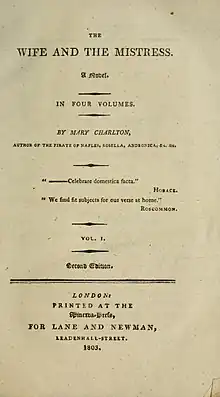 THE
WIFE AND THE MISTRESS.
A Novel.
IN FOUR VOLUMES.
BY MARY CHARLTON,
AUTHOR OF THE PIRATE OF NAPLES, ROSELLA, ANDRONICA, &c. &c.
"——Celebrare domestica facta."
HORACE.
"We find fit subjects for our verse at home."
ROSCOMMON.
VOL. I.
Second Edition.
LONDON:
PRINTED AT THE
Minerva-Press,
FOR LANE AND NEWMAN,
LEADENHALL-STREET.
1803.